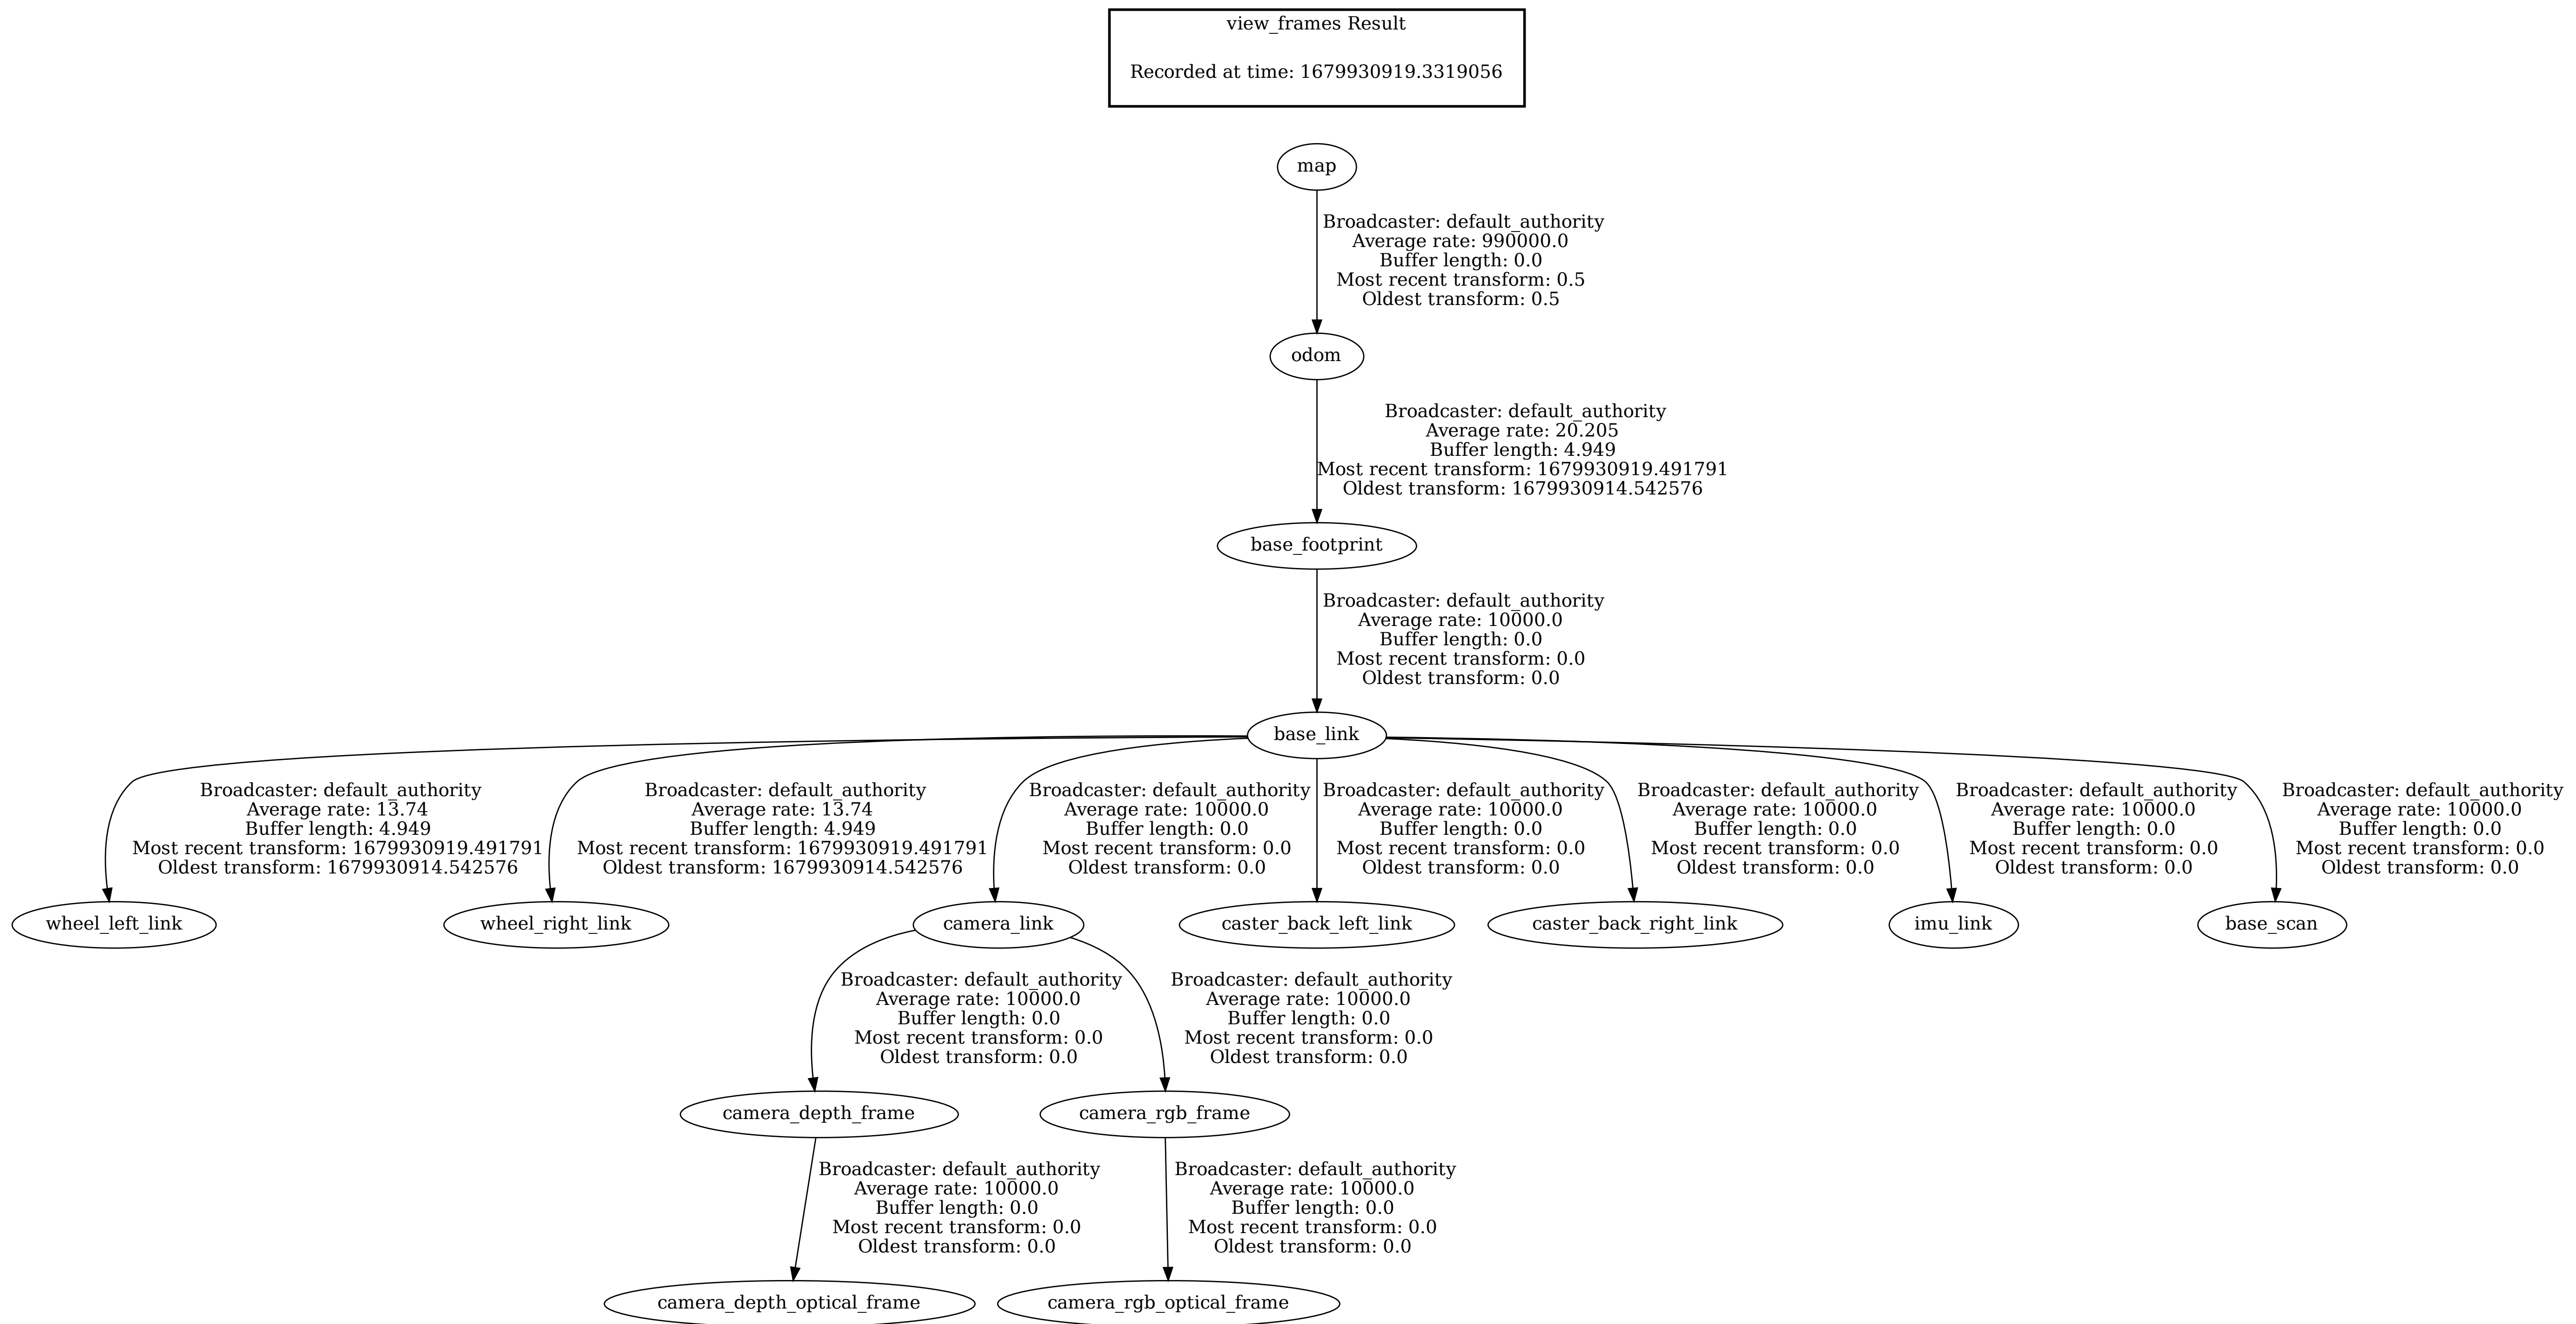 view_frames Result
Recorded at time: 1679930919.3319056
map
Broadcaster: default_authority
Average rate: 990000.0
Buffer length: 0.0
Most recent transform: 0.5
Oldest transform: 0.5
odom
Broadcaster: default_authority
Average rate: 20.205
Buffer length: 4.949
Most recent transform: 1679930919.491791
Oldest transform: 1679930914.542576
base_footprint
Broadcaster: default_authority
Average rate: 10000.0
Buffer length: 0.0
Most recent transform: 0.0
Oldest transform: 0.0
base_link
Broadcaster: default_authority
Average rate: 13.74
Buffer length: 4.949
Most recent transform: 1679930919.491791
Oldest transform: 1679930914.542576
Broadcaster: default_authority
Average rate: 13.74
Buffer length: 4.949
Most recent transform: 1679930919.491791
Oldest transform: 1679930914.542576
Broadcaster: default_authority
Average rate: 10000.0
Buffer length: 0.0
Most recent transform: 0.0
Oldest transform: 0.0
Broadcaster: default_authority
Average rate: 10000.0
Buffer length: 0.0
Most recent transform: 0.0
Oldest transform: 0.0
Broadcaster: default_authority
Average rate: 10000.0
Buffer length: 0.0
Most recent transform: 0.0
Oldest transform: 0.0
Broadcaster: default_authority
Average rate: 10000.0
Buffer length: 0.0
Most recent transform: 0.0
Oldest transform: 0.0
Broadcaster: default_authority
Average rate: 10000.0
Buffer length: 0.0
Most recent transform: 0.0
Oldest transform: 0.0
wheel_left_link
wheel_right_link
camera_link
caster_back_left_link
caster_back_right_link
imu_link
base_scan
Broadcaster: default_authority
Average rate: 10000.0
Buffer length: 0.0
Most recent transform: 0.0
Oldest transform: 0.0
Broadcaster: default_authority
Average rate: 10000.0
Buffer length: 0.0
Most recent transform: 0.0
Oldest transform: 0.0
camera_depth_frame
camera_rgb_frame
Broadcaster: default_authority
Average rate: 10000.0
Buffer length: 0.0
Most recent transform: 0.0
Oldest transform: 0.0
Broadcaster: default_authority
Average rate: 10000.0
Buffer length: 0.0
Most recent transform: 0.0
Oldest transform: 0.0
camera_depth_optical_frame
camera_rgb_optical_frame